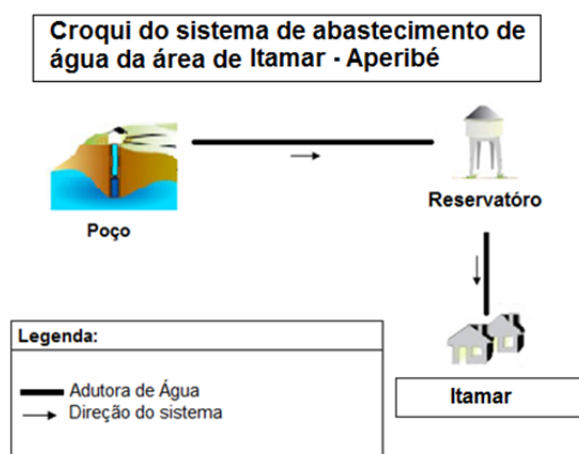 Croqui do sistema de abastecimento de
água da área de Itamar - Aperibé
Poço
Reservatóro
Itamar
Legenda:
Adutora de Água
Direção do sistema